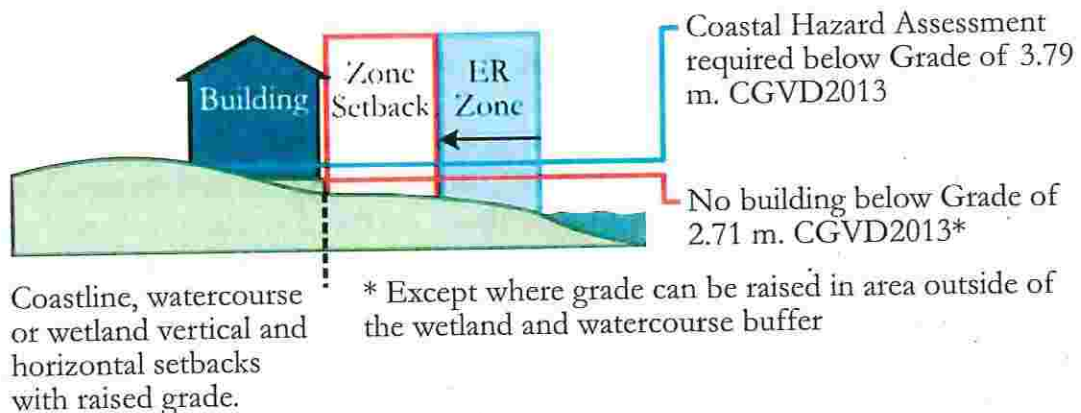 Building
Zone
Setback
ER
Zone
Coastal Hazard Assessment
required below Grade of 3.79
m. CGVD2013
No building below Grade of
2.71 m. CGVD2013*
Coastline, watercourse
or wetland vertical and
horizontal setbacks
with raised grade.
* Except where grade can be raised in area outside of
the wetland and watercourse buffer